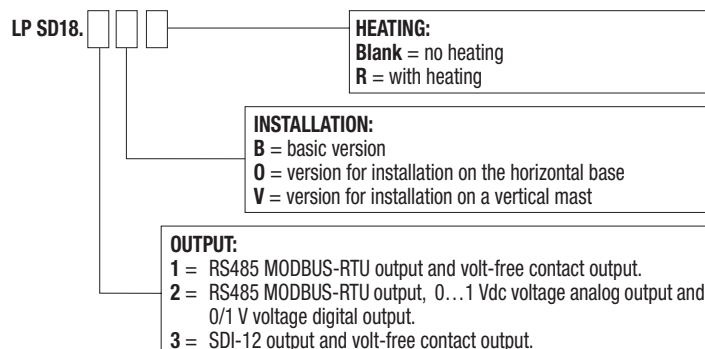 LP SD18.
HEATING:
Blank = no heating
R = with heating
INSTALLATION:
B = basic version
O = version for installation on the horizontal base
V = version for installation on a vertical mast
OUTPUT:
1 = RS485 MODBUS-RTU output and volt-free contact output.
2 = RS485 MODBUS-RTU output, 0…1 Vdc voltage analog output and
0/1 V voltage digital output.
3 = SDI-12 output and volt-free contact output.